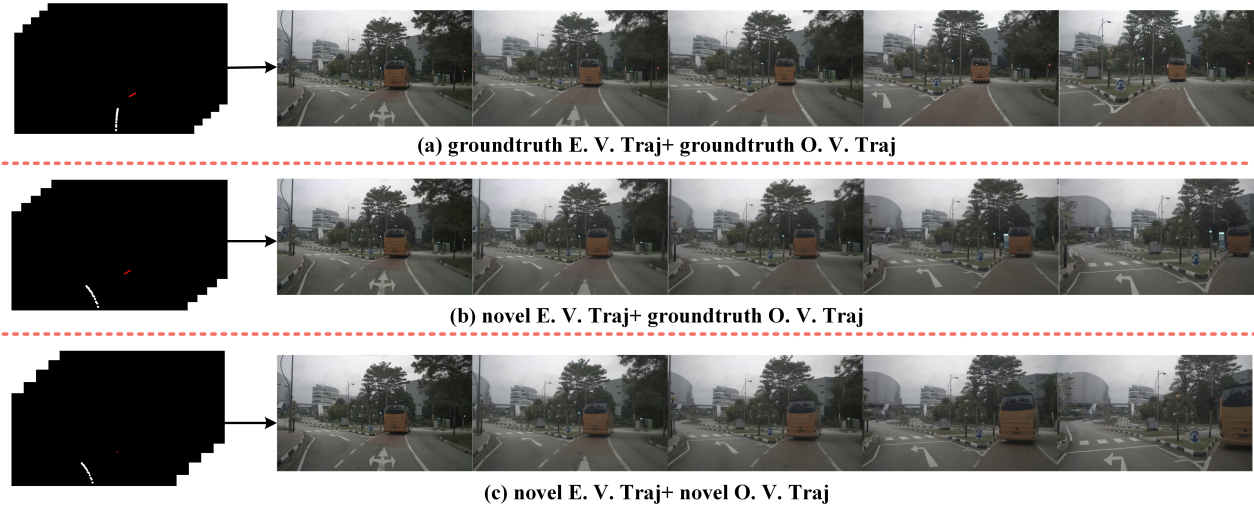 (a) groundtruth E. V. Traj+ groundtruth O. V. Traj
(b) novel E. V. Traj+ groundtruth O. V. Traj
(c) novel E. V. Traj+ novel O. V. Traj